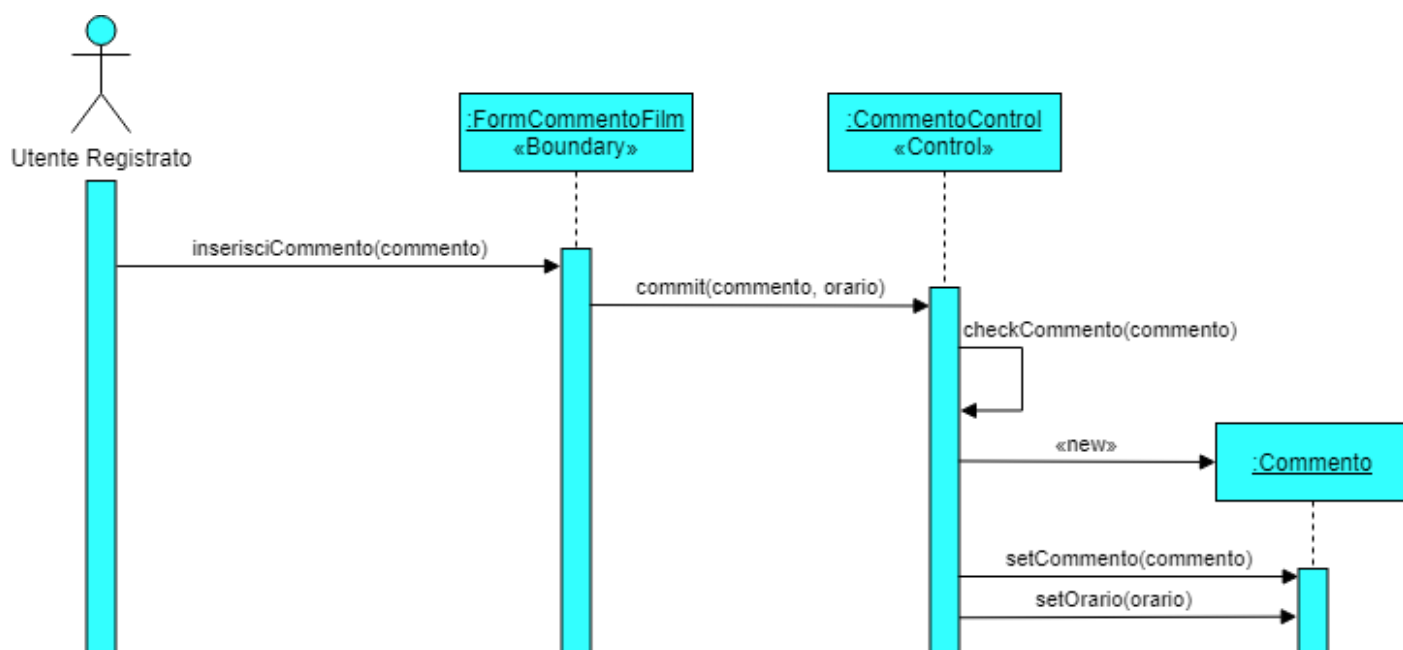 :FormCommentoFilm
«Boundary»
:CommentoControl
«Control»
Utente Registrato
inserisciCommento(commento)
commit(commento, orario)
checkCommento(commento)
«new»
:Commento
setCommento(commento)
setOrario(orario)